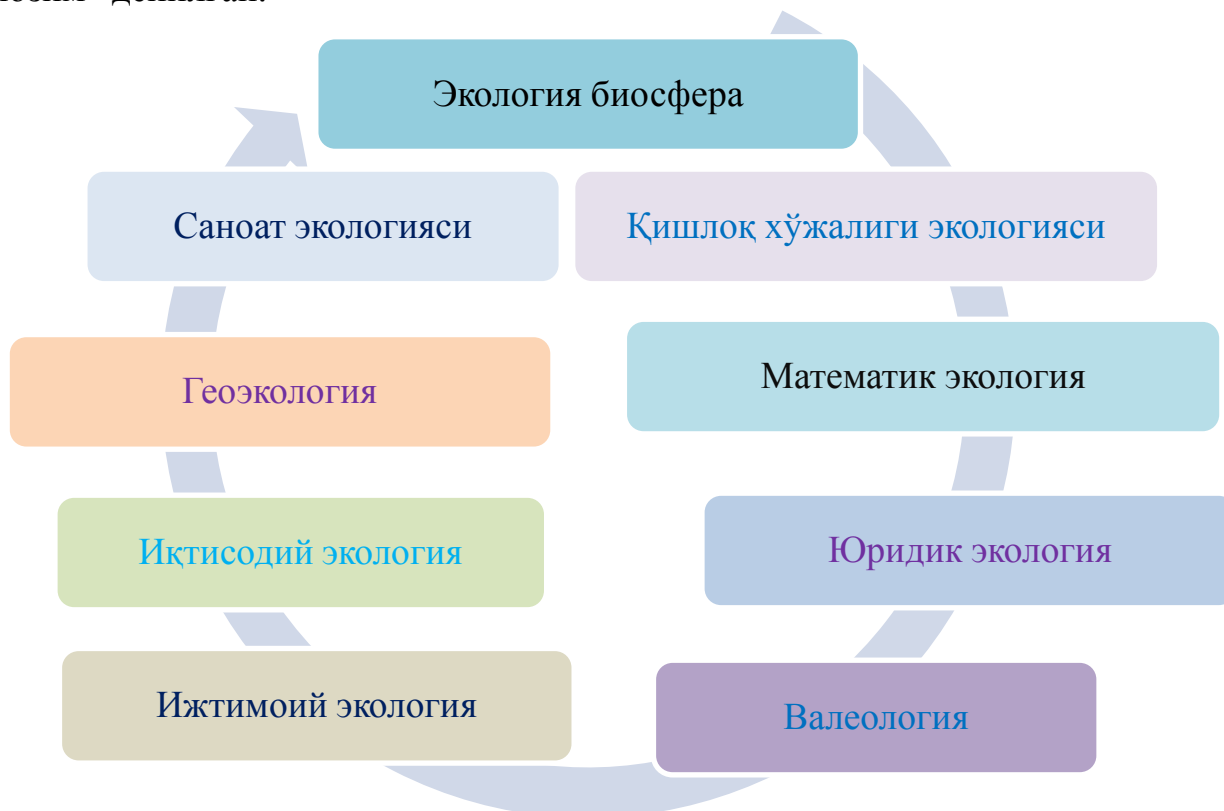 Экология биосфера
Саноат экологияси
Қишлоқ хўжалиги экологияси
Геоэкология
Математик экология
Иқтисодий экология
Юридик экология
Ижтимоий экология
Валеология